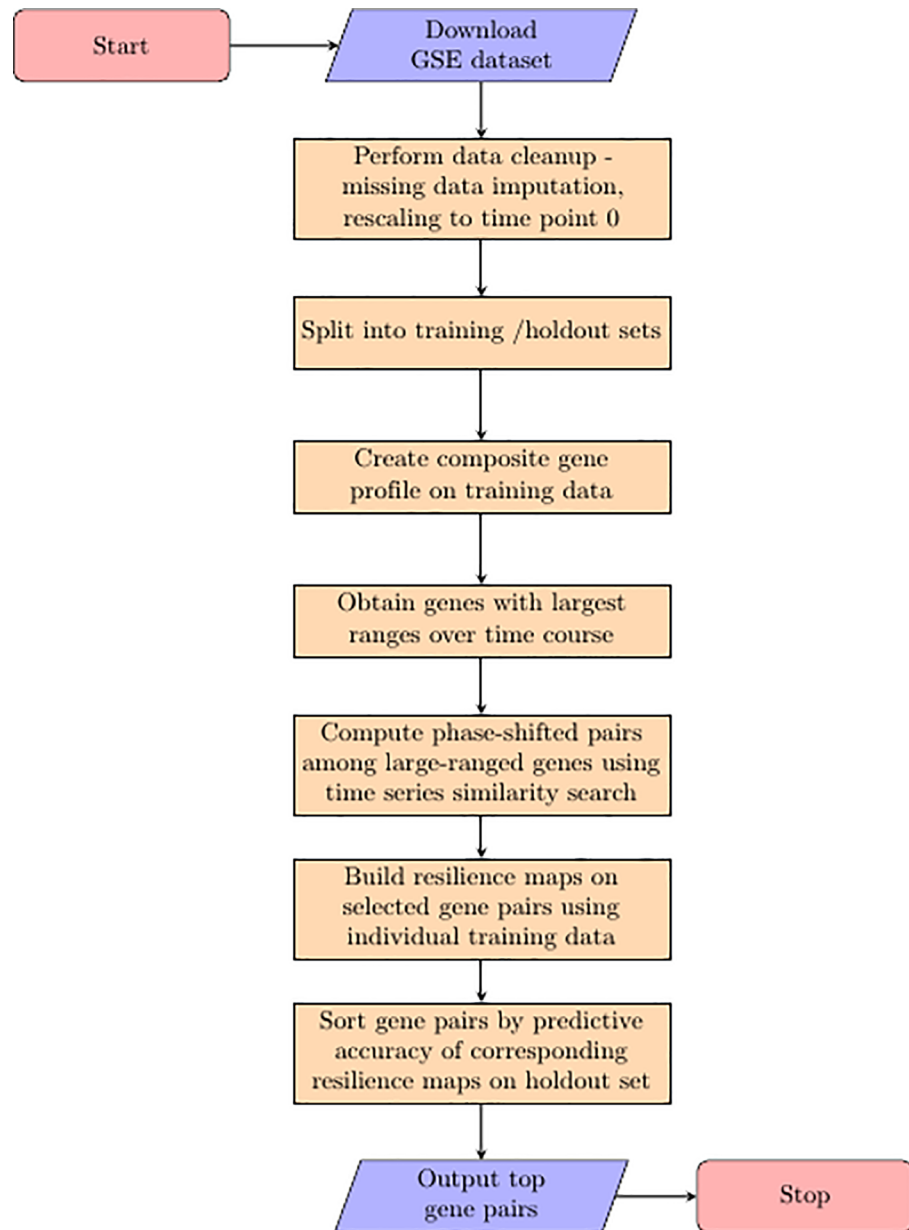 Start
Download
GSE dataset
Perform data cleanup -
missing data imputation,
rescaling to time point 0
Split into training /holdout sets
Create composite gene
profile on training data
Obtain genes with largest
ranges over time course
Compute phase-shifted pairs
among large-ranged genes using
time series similarity search
Build resilience maps on
selected gene pairs using
individual training data
Sort gene pairs by predictive
accuracy of corresponding
resilience maps on holdout set
Output top
gene pairs
Stop